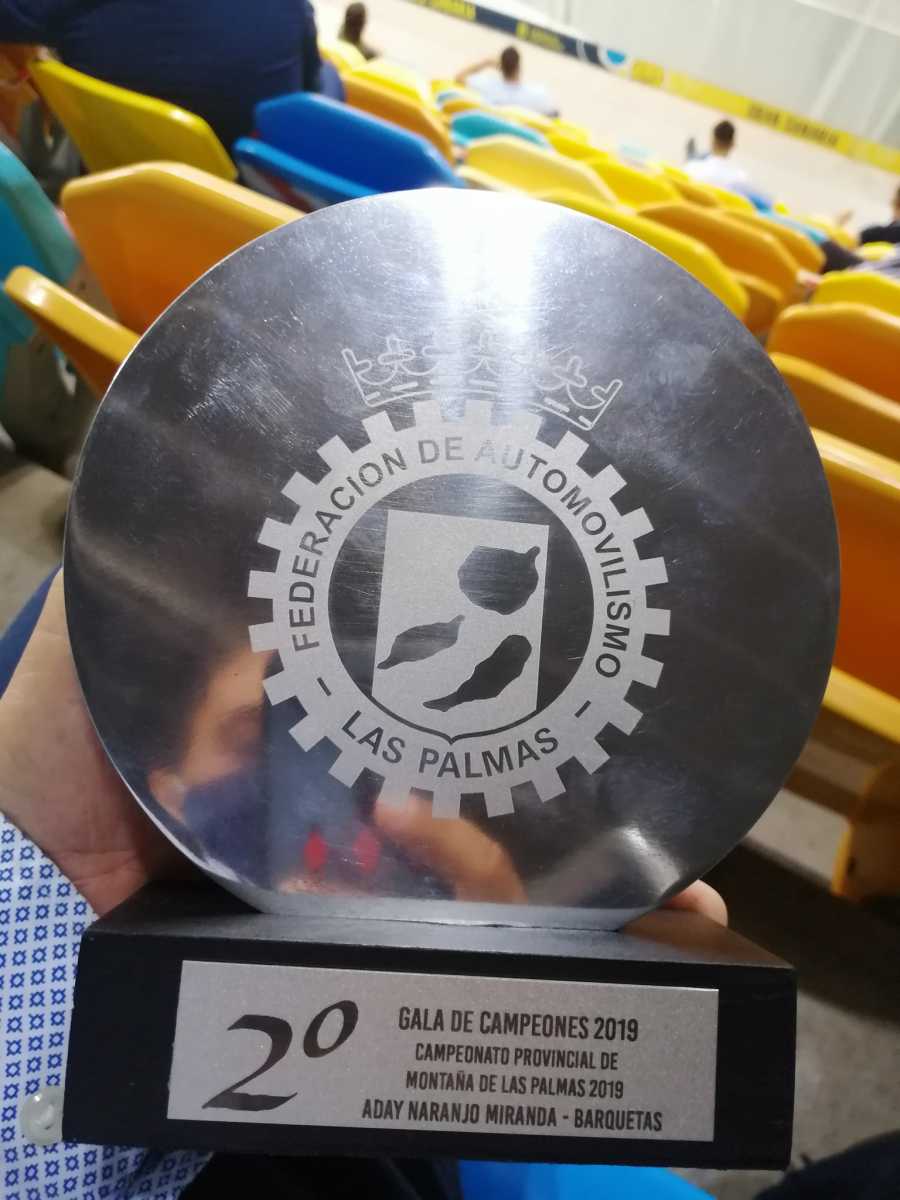 FEDERACION DE AUTOMOVILISMO
- LAS PALMAS -
2º
GALA DE CAMPEONES 2019
CAMPEONATO PROVINCIAL DE
MONTAÑA DE LAS PALMAS 2019
ADAY NARANJO MIRANDA - BARQUETAS